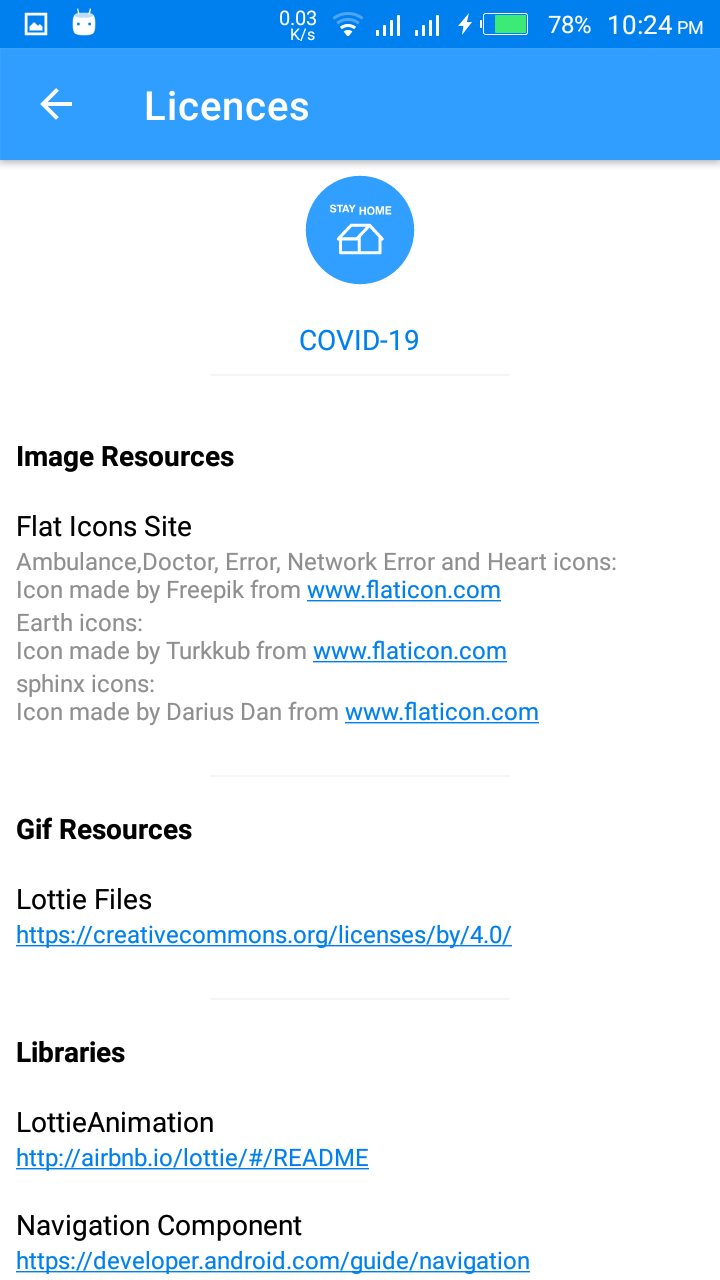 0.03
K/s
78%
10:24 PM
Licences
STAY HOME
COVID-19
Image Resources
Flat Icons Site
Ambulance,Doctor, Error, Network Error and Heart icons:
Icon made by Freepik from www.flaticon.com
Earth icons:
Icon made by Turkkub from www.flaticon.com
sphinx icons:
Icon made by Darius Dan from www.flaticon.com
Gif Resources
Lottie Files
https://creativecommons.org/licenses/by/4.0/
Libraries
LottieAnimation
http://airbnb.io/lottie/#/README
Navigation Component
https://developer.android.com/guide/navigation